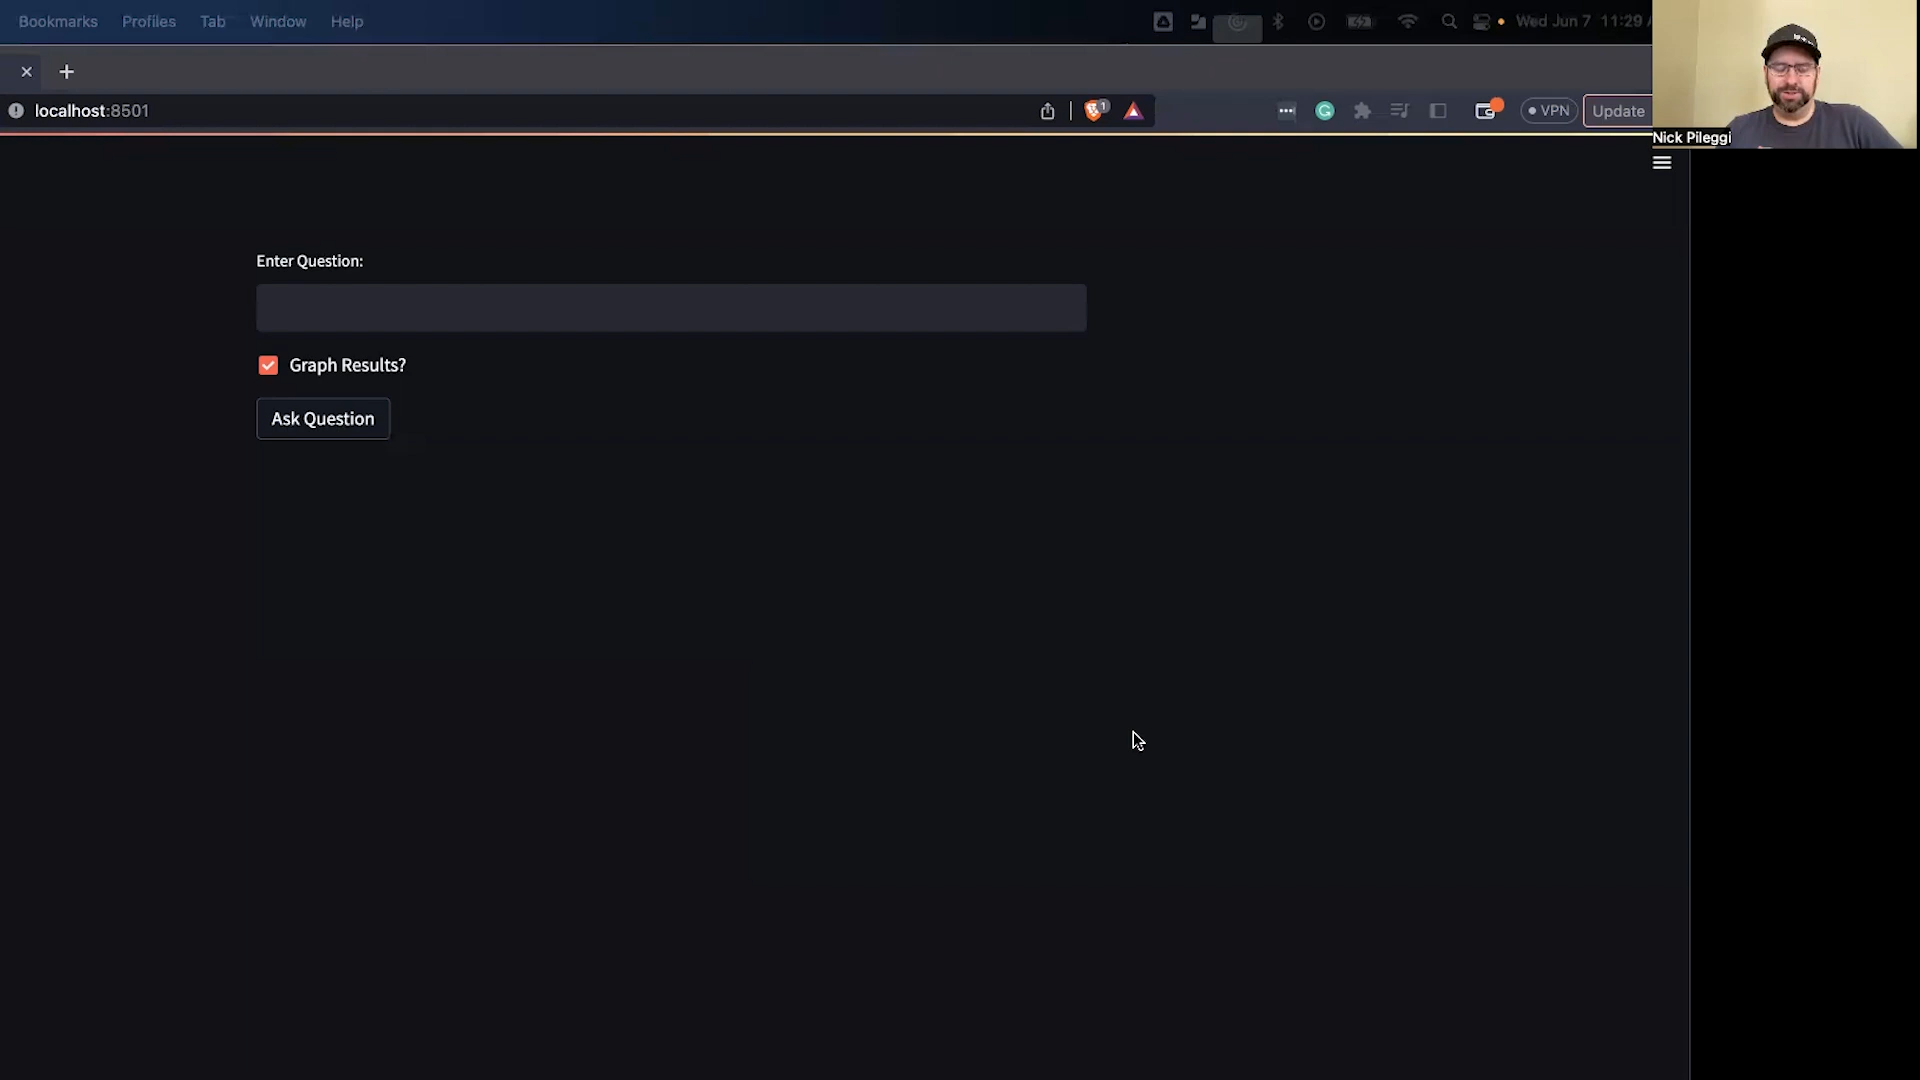 Bookmarks Profiles Tab Window Help Wed Jun 7 11:29
localhost:8501 1 VPN Update
Nick Pileggi
Enter Question:
Graph Results?
Ask Question